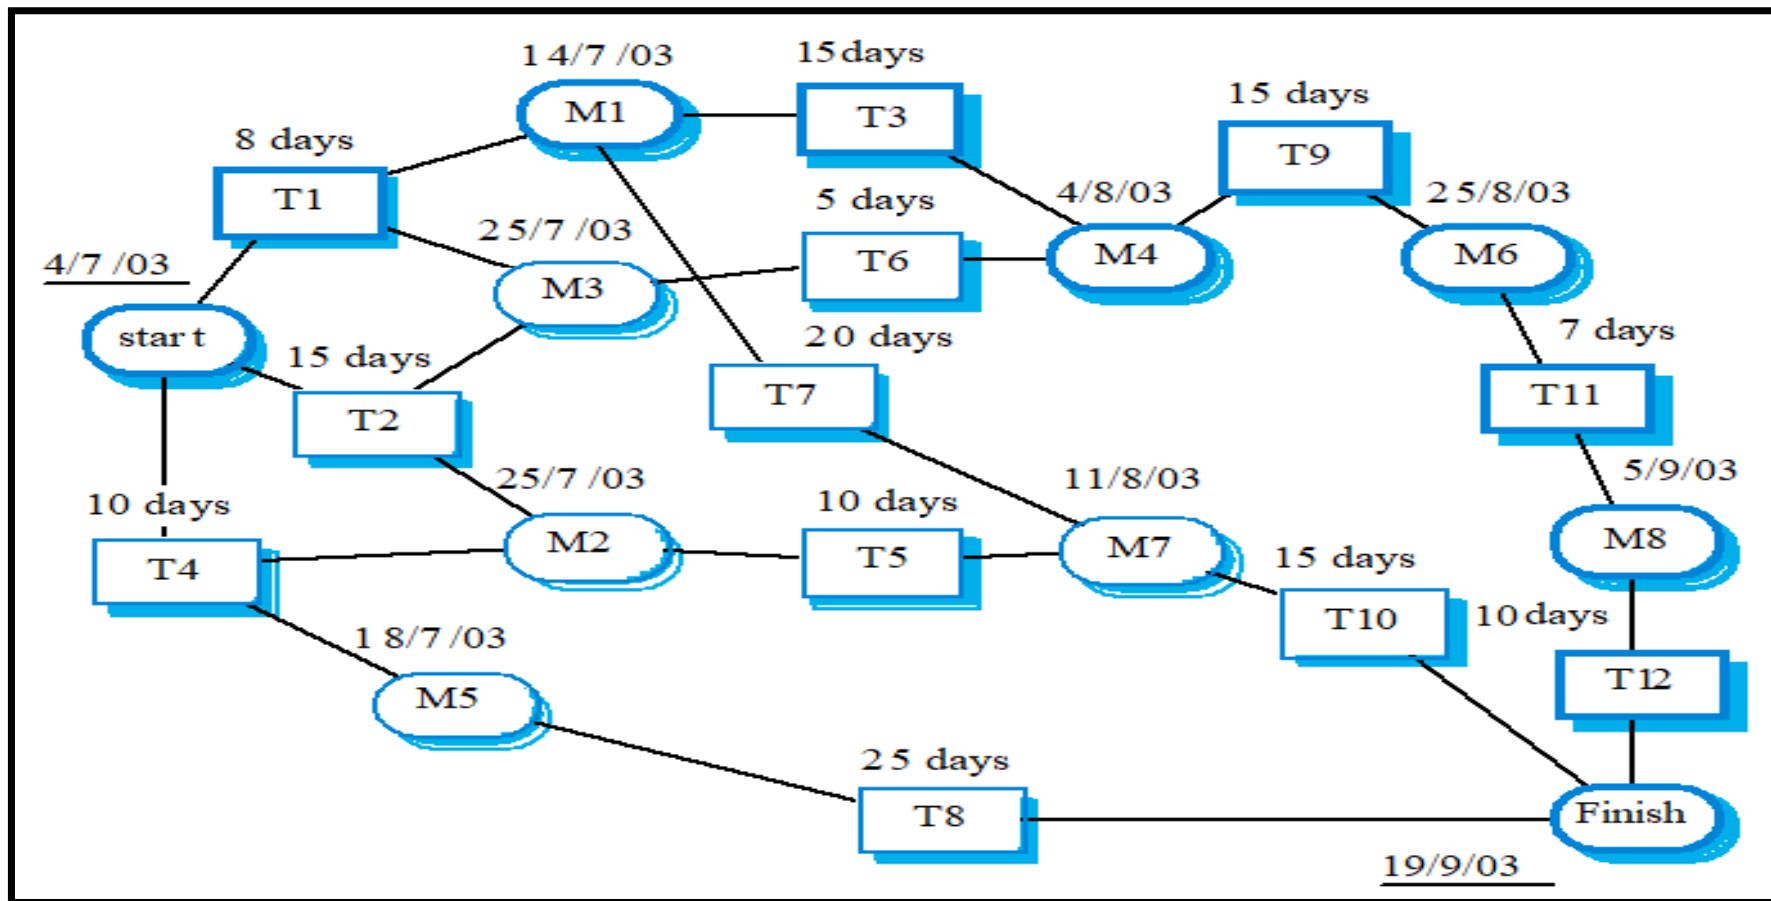 14/7/03
15days
15 days
M1
T3
8 days
T9
T1
5 days
4/8/03
25/8/03
25/7/03
4/7/03
M3
T6
M4
M6
start
15 days
20 days
7 days
T2
T7
T11
25/7/03
11/8/03
5/9/03
10 days
10 days
T4
M2
T5
M7
15 days
M8
18/7/03
T10
10days
M5
T12
25 days
T8
Finish
19/9/03